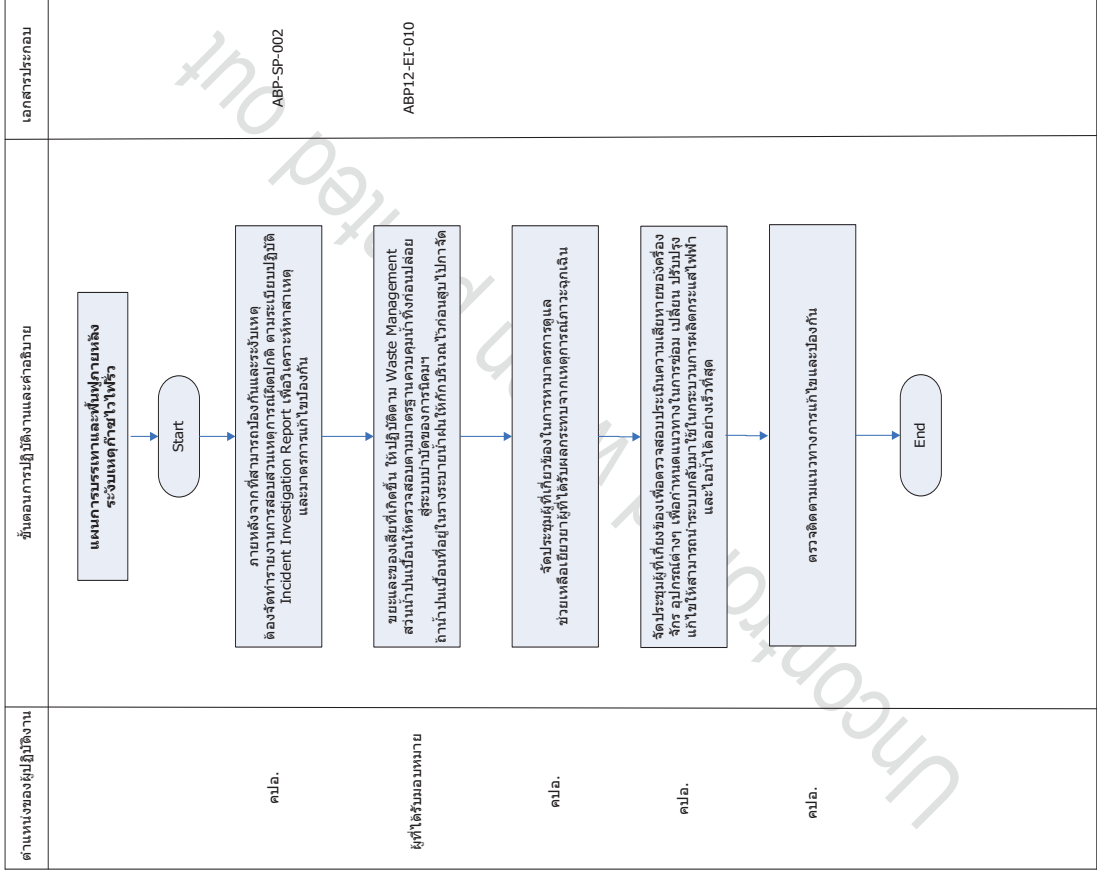 ตำแหน่งของผู้ปฏิบัติงาน
ขั้นตอนการปฏิบัติงานและคำอธิบาย
เอกสารประกอบ
แผนการบรรเทาและฟื้นฟูภายหลัง
ระงับเหตุก๊าซไวไฟรั่ว
Start
คปอ.
ภายหลังจากที่สามารถป้องกันและระงับเหตุ
ต้องจัดทำรายงานการสอบสวนเหตุการณ์ผิดปกติ ตามระเบียบปฏิบัติ
Incident Investigation Report เพื่อวิเคราะห์หาสาเหตุ
และมาตรการแก้ไขป้องกัน
ABP-SP-002
ผู้ที่ได้รับมอบหมาย
ขยะและของเสียที่เกิดขึ้น ให้ปฏิบัติตาม Waste Management
ส่วนน้ำปนเปื้อนให้ตรวจสอบตามมาตรฐานควบคุมน้ำทิ้งก่อนปล่อย
สู่ระบบบำบัดของการนิคมฯ
ถ้าน้ำปนเปื้อนที่อยู่ในรางระบายน้ำฝนให้กักบริเวณไว้ก่อนสูบไปกำจัด
ABP12-EI-010
คปอ.
จัดประชุมผู้ที่เกี่ยวข้องในการหามาตรการดูแล
ช่วยเหลือเยียวยาผู้ที่ได้รับผลกระทบจากเหตุการณ์ภาวะฉุกเฉิน
คปอ.
จัดประชุมผู้ที่เกี่ยงข้องเพื่อตรวจสอบประเมินความเสียหายของเครื่อง
จักร อุปกรณ์ต่างๆ เพื่อกำหนดแนวทางในการซ่อม เปลี่ยน ปรับปรุง
แก้ไขให้สามารถนำระบบกลับมาใช้ในกระบวนการผลิตกระแสไฟฟ้า
และไอน้ำได้อย่างเร็วที่สุด
คปอ.
ตรวจติดตามแนวทางการแก้ไขและป้องกัน
End
Uncontrol When printed out